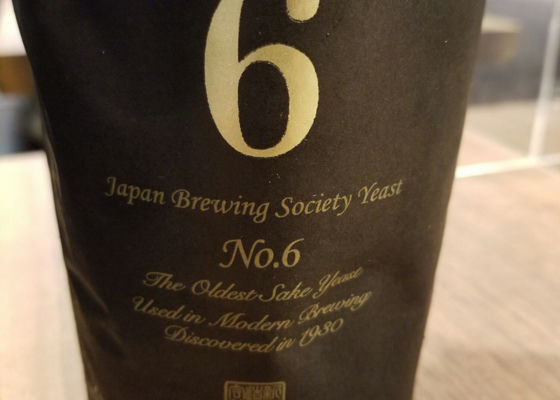 6
Japan Brewing Society Yeast
No.6
The Oldest Sake Yeast
Used in Modern Brewing
Discovered in 1930